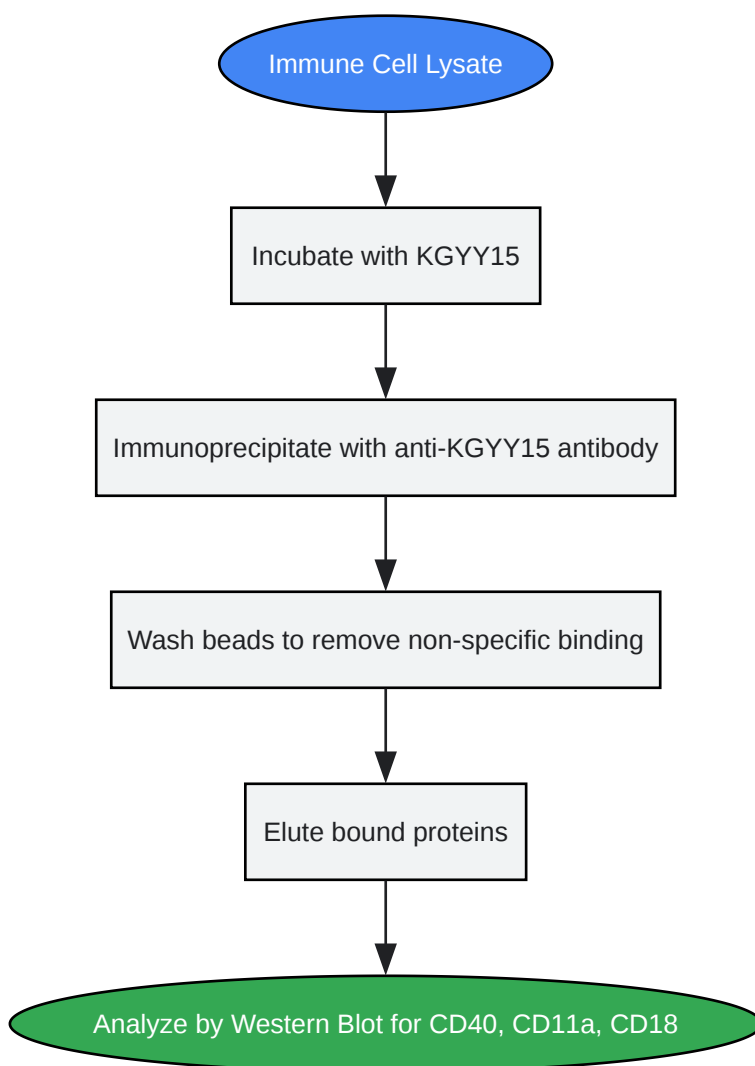 Immune Cell Lysate
Incubate with KGYY15
Immunoprecipitate with anti-KGYY15 antibody
Wash beads to remove non-specific binding
Elute bound proteins
Analyze by Western Blot for CD40, CD11a, CD18